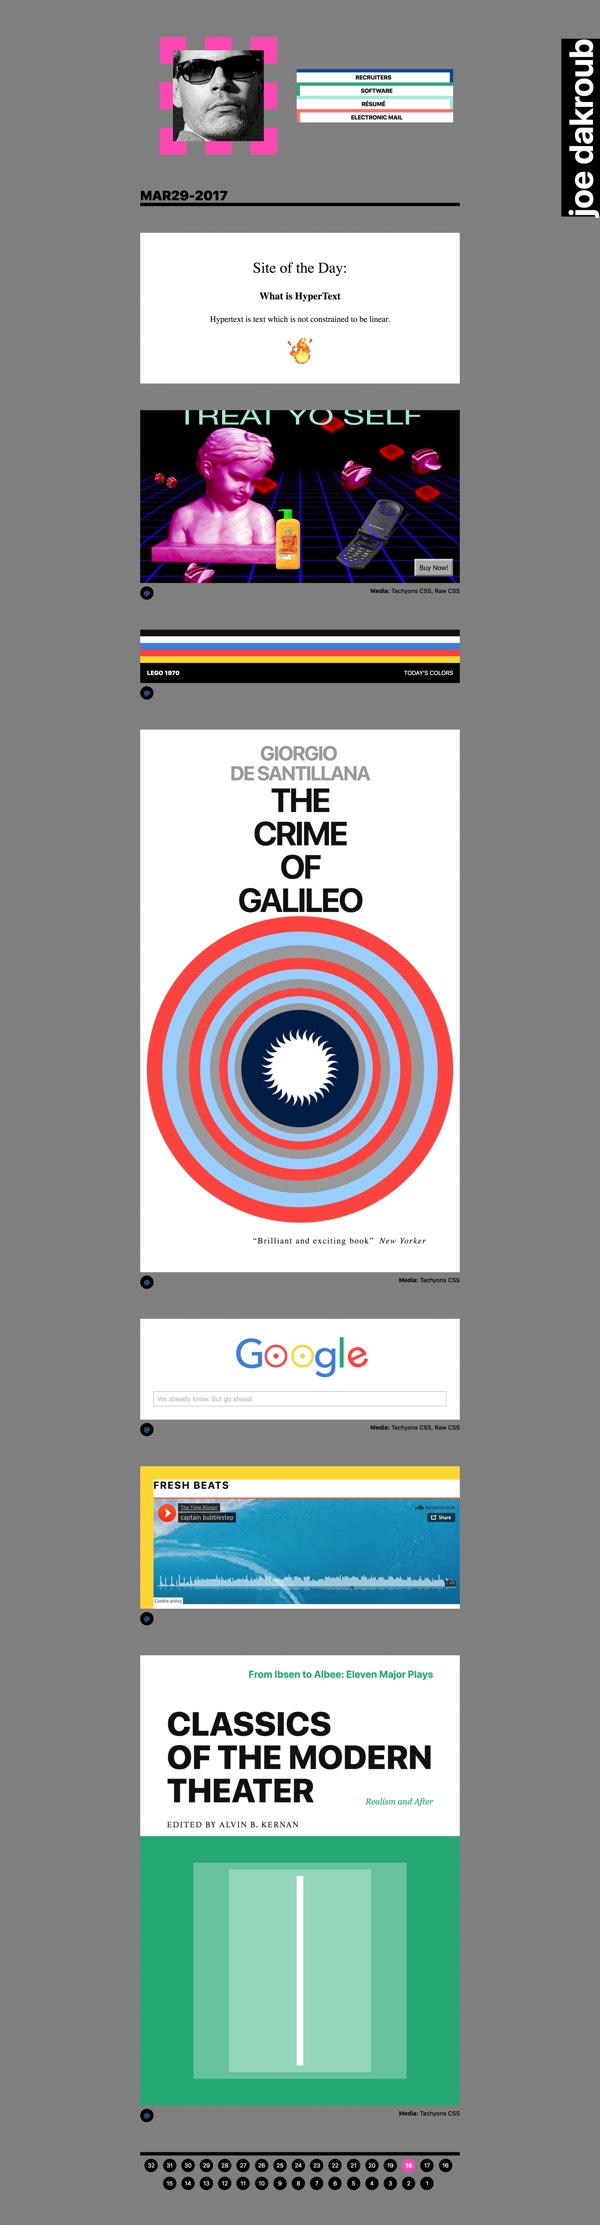 joe dakroub
RECRUITERS
SOFTWARE
RÉSUMÉ
ELECTRONIC MAIL
MAR29-2017
Site of the Day:
What is HyperText
Hypertext is text which is not constrained to be linear.
TREAT YO SELF
Buy Now!
@
Media: Tachyons CSS, Raw CSS
LEGO 1970
TODAY'S COLORS
@
GIORGIO
DE SANTILLANA
THE
CRIME
OF
GALILEO
“Brilliant and exciting book” New Yorker
@
Media: Tachyons CSS
Google
We already know. But go ahead.
@
Media: Tachyons CSS, Raw CSS
FRESH BEATS
The Time Ripper
captain bubblestep
SOUNDCLOUD
Share
Cookie policy
@
From Ibsen to Albee: Eleven Major Plays
CLASSICS
OF THE MODERN
THEATER
Realism and After
EDITED BY ALVIN B. KERNAN
@
Media: Tachyons CSS
32 31 30 29 28 27 26 25 24 23 22 21 20 19 18 17 16
15 14 13 12 11 10 9 8 7 6 5 4 3 2 1